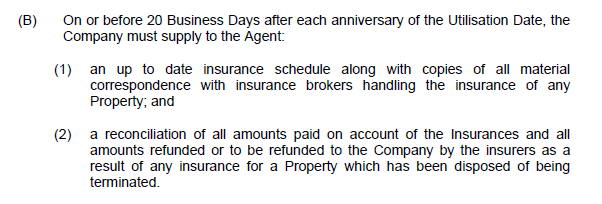 (B) On or before 20 Business Days after each anniversary of the Utilisation Date, the
Company must supply to the Agent:
(1) an up to date insurance schedule along with copies of all material
correspondence with insurance brokers handling the insurance of any
Property; and
(2) a reconciliation of all amounts paid on account of the Insurances and all
amounts refunded or to be refunded to the Company by the insurers as a
result of any insurance for a Property which has been disposed of being
terminated.